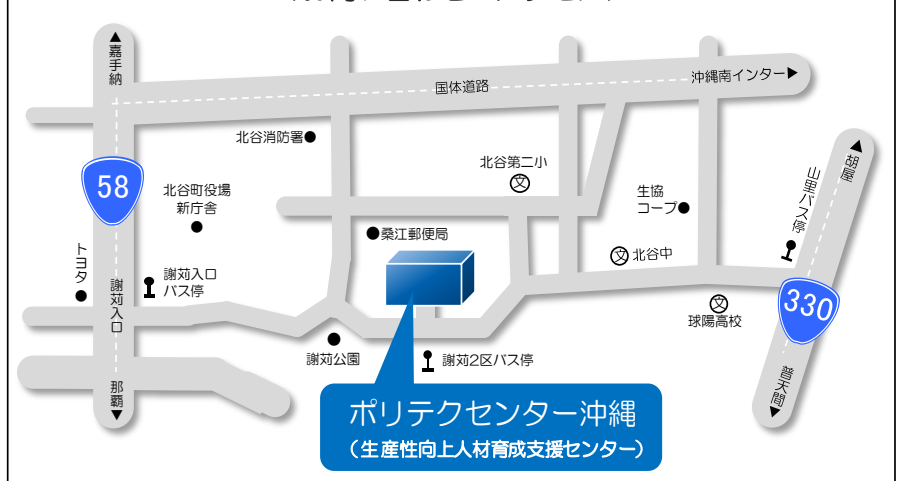 ▲嘉手納
国体道路
沖縄南インター▶
北谷消防署●
北谷第二小
文
58
北谷町役場
新庁舎
生協
コープ●
▲胡屋
山里バス停
●桑江郵便局
文 北谷中
トヨタ
謝苅入口
謝苅入口
バス停
330
文
球陽高校
謝苅公園
謝苅2区バス停
那覇▼
普天間▼
ポリテクセンター沖縄
（生産性向上人材育成支援センター）